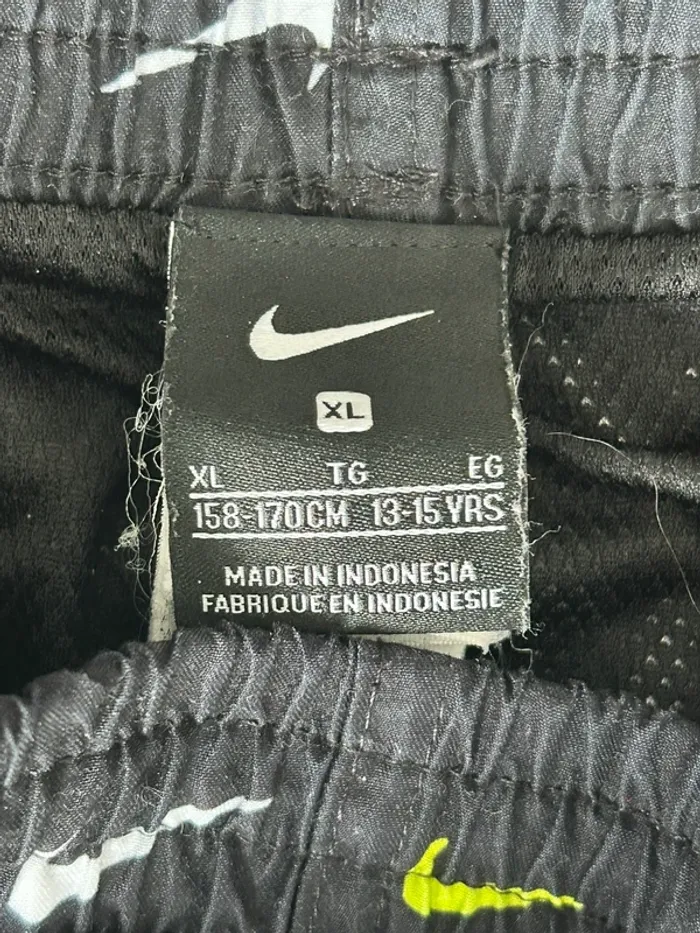 XL
XL TG EG
158-170CM 13-15 YRS
MADE IN INDONESIA
FABRIQUE EN INDONESIE